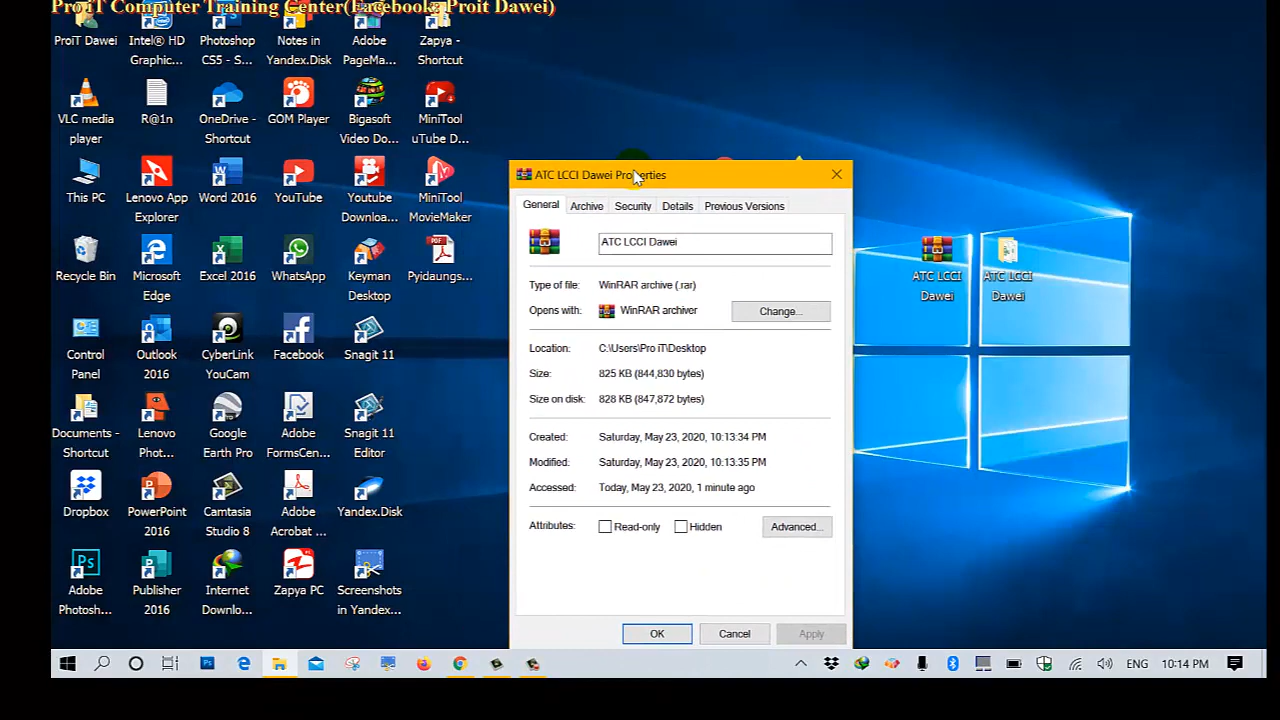 Pro iT Computer Training Center(Facebook: Proit Dawei)
ProiT Dawei
Intel® HD
Graphic...
Photoshop
CS5 - S...
Notes in
Yandex.Disk
Adobe
PageMa...
Zapya -
Shortcut
VLC media
player
R@1n
OneDrive -
Shortcut
GOM Player
Bigasoft
Video Do...
MiniTool
uTube D...
This PC
Lenovo App
Explorer
Word 2016
YouTube
Youtube
Downloa...
MiniTool
MovieMaker
Recycle Bin
Microsoft
Edge
Excel 2016
WhatsApp
Keyman
Desktop
Pyidaungs...
Control
Panel
Outlook
2016
CyberLink
YouCam
Facebook
Snagit 11
Documents -
Shortcut
Lenovo
Phot...
Google
Earth Pro
Adobe
FormsCen...
Snagit 11
Editor
Dropbox
PowerPoint
2016
Camtasia
Studio 8
Adobe
Acrobat ...
Yandex.Disk
Adobe
Photosh...
Publisher
2016
Internet
Downlo...
Zapya PC
Screenshots
in Yandex...
ATC LCCI Dawei Properties
General Archive Security Details Previous Versions
ATC LCCI Dawei
Type of file: WinRAR archive (.rar)
Opens with: WinRAR archiver Change...
Location: C:\Users\Pro iT\Desktop
Size: 825 KB (844,830 bytes)
Size on disk: 828 KB (847,872 bytes)
Created: Saturday, May 23, 2020, 10:13:34 PM
Modified: Saturday, May 23, 2020, 10:13:35 PM
Accessed: Today, May 23, 2020, 1 minute ago
Attributes: Read-only Hidden Advanced...
OK Cancel Apply
ATC LCCI
Dawei
ATC LCCI
Dawei
ENG 10:14 PM